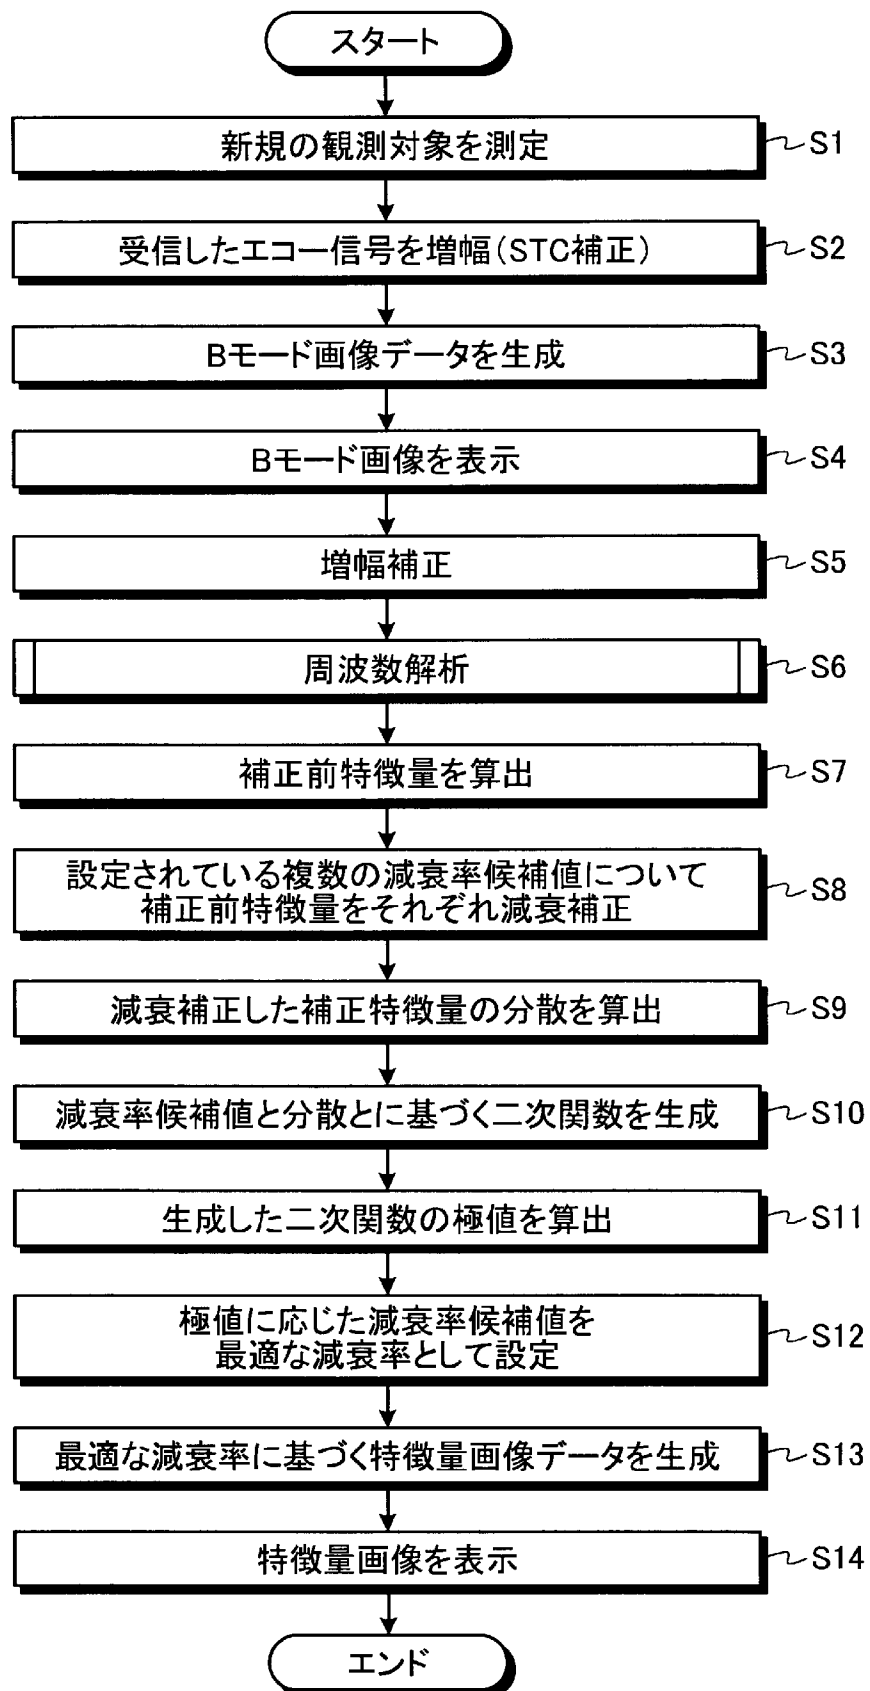 スタート
新規の観測対象を測定
S1
受信したエコー信号を増幅(STC補正)
S2
Bモード画像データを生成
S3
Bモード画像を表示
S4
増幅補正
S5
周波数解析
S6
補正前特徴量を算出
S7
設定されている複数の減衰率候補値について
補正前特徴量をそれぞれ減衰補正
S8
減衰補正した補正特徴量の分散を算出
S9
減衰率候補値と分散とに基づく二次関数を生成
S10
生成した二次関数の極値を算出
S11
極値に応じた減衰率候補値を
最適な減衰率として設定
S12
最適な減衰率に基づく特徴量画像データを生成
S13
特徴量画像を表示
S14
エンド